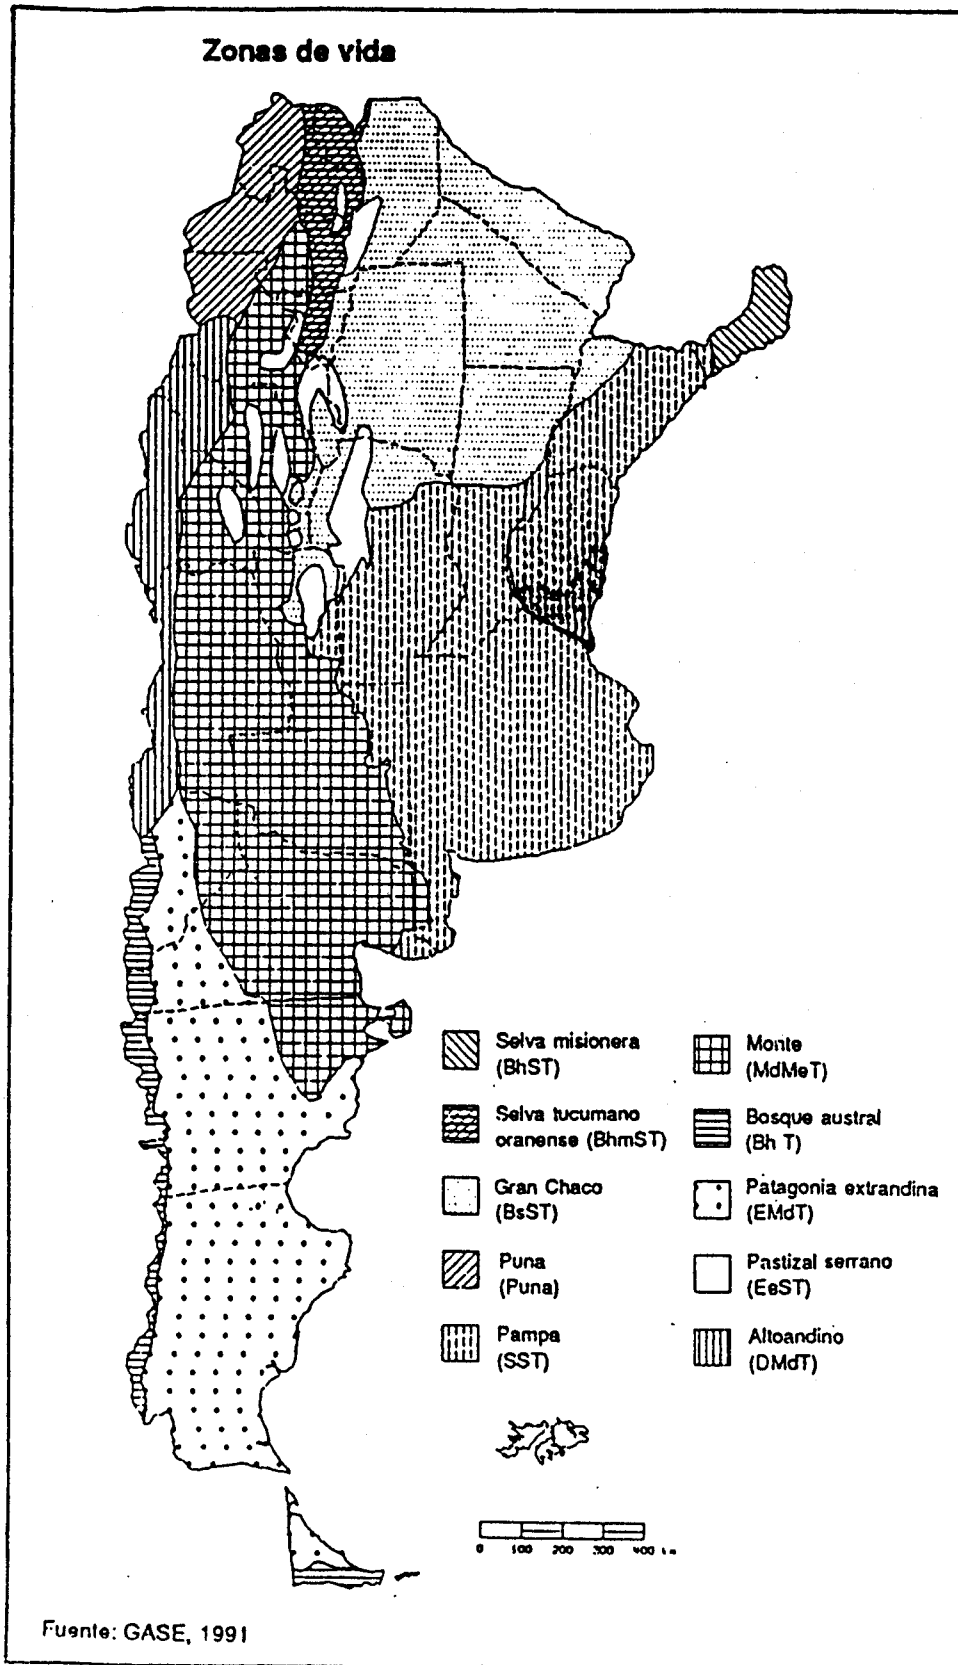 Zonas de vida
Selva misionera
(BhST)
Selva tucumano
oranense (BhmST)
Gran Chaco
(BsST)
Puna
(Puna)
Pampa
(SST)
Monte
(MdMeT)
Bosque austral
(Bh T)
Patagonia extrandina
(EMdT)
Pastizal serrano
(EeST)
Altoandino
(DMdT)
0 100 200 300 400 km
Fuente: GASE, 1991